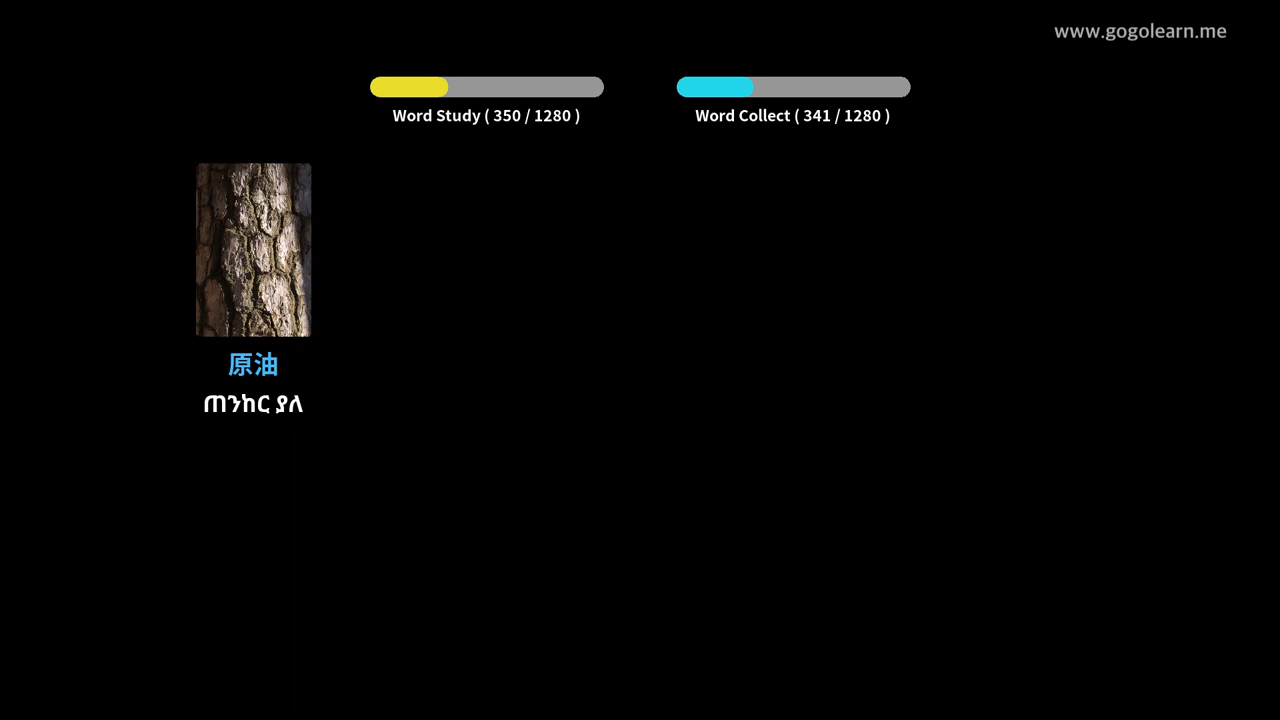 www.gogolearn.me
Word Study ( 350 / 1280 )
Word Collect ( 341 / 1280 )
原油
ጠንከር ያለ